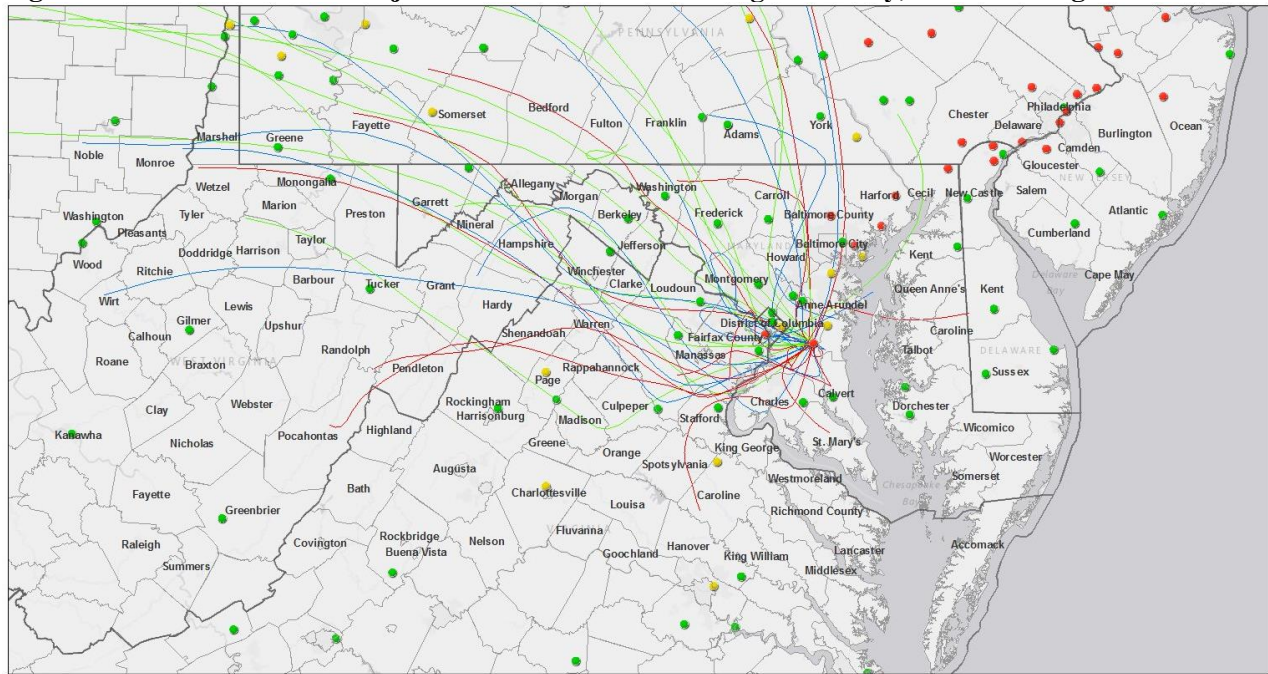 PENNSYLVANIA
Bedford
Somerset
Fayette
Fulton
Franklin
Adams
York
Chester
Philadelphia
Delaware
Burlington
Ocean
Camden
Gloucester
NEW JERSEY
Marshall
Greene
Noble
Monroe
Wetzel
Monongalia
Marion
Preston
Garrett
Allegany
Morgan
Washington
Carroll
Harford
Cecil
New Castle
Salem
Atlantic
Washington
Tyler
Pleasants
Doddridge
Harrison
Taylor
Mineral
Hampshire
Berkeley
Jefferson
Frederick
MARYLAND
Baltimore County
Baltimore City
Howard
Kent
Cumberland
Cape May
Delaware
Bay
Wood
Ritchie
Wirt
Barbour
Tucker
Grant
Hardy
Winchester
Clarke
Loudoun
Montgomery
Anne Arundel
Queen Anne's
Kent
Lewis
Gilmer
Calhoun
Upshur
Roane
Braxton
WEST VIRGINIA
Randolph
Pendleton
Shenandoah
Warren
Rappahannock
Page
District of Columbia
Fairfax County
Manassas
Caroline
Talbot
DELAWARE
Sussex
Clay
Webster
Kanawha
Nicholas
Pocahontas
Highland
Rockingham
Harrisonburg
Madison
Culpeper
Stafford
Charles
Calvert
Dorchester
Wicomico
Worcester
Somerset
Greene
Orange
Spotsylvania
King George
St. Mary's
Westmoreland
Chesapeake
Bay
Augusta
Bath
Charlottesville
Louisa
Caroline
Richmond County
Fayette
Greenbrier
Raleigh
Summers
Covington
Rockbridge
Buena Vista
Nelson
Fluvanna
VIRGINIA
Goochland
Hanover
King William
Lancaster
Middlesex
Accomack